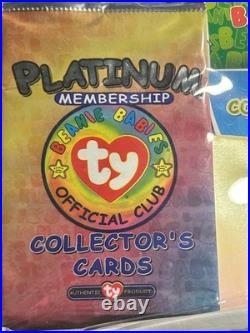 PLATINUM
MEMBERSHIP
BEANIE BABIES
ty
OFFICIAL CLUB
COLLECTOR'S
CARDS
AUTHENTIC ty PRODUCT